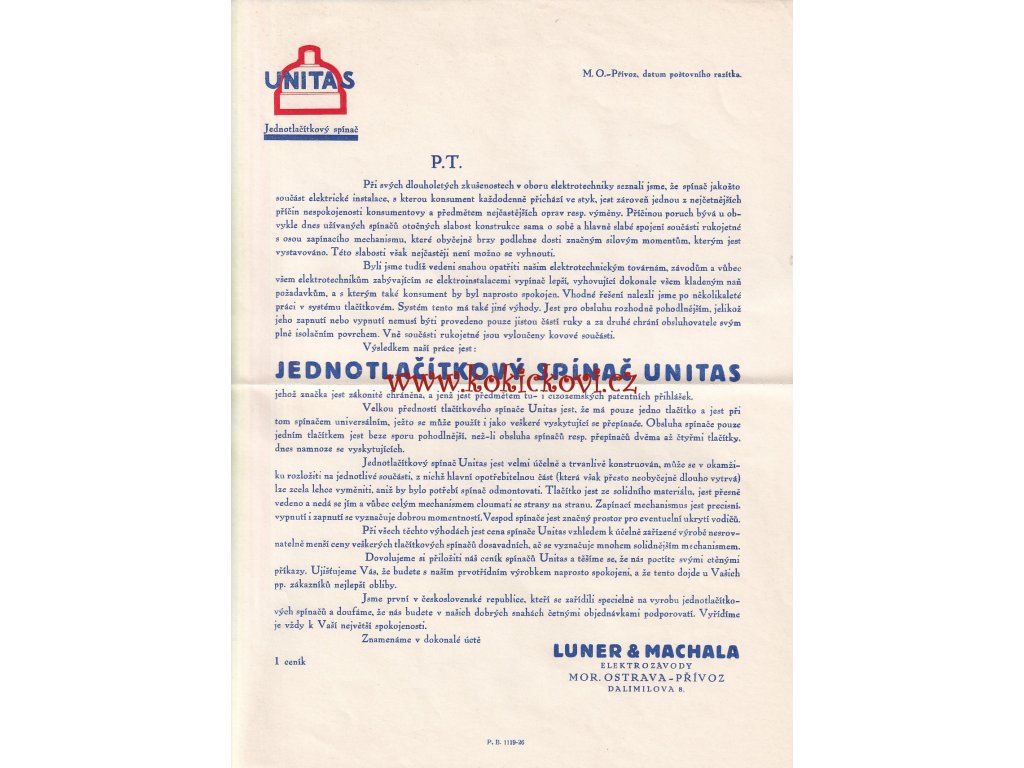 UNITAS
Jednotlačítkový spínač
M. O.-Přívoz, datum poštovního razítka.
P. T.
Při svých dlouholetých zkušenostech v oboru elektrotechniky seznali jsme, že spínač jakožto
součást elektrické instalace, s kterou konsument každodenně přichází ve styk, jest zároveň jednou z nejčetnějších
příčin nespokojenosti konsumentovy a předmětem nejčastějších oprav resp. výměny. Příčinou poruch bývá u ob-
vykle dnes užívaných spínačů otočných slabost konstrukce sama o sobě a hlavně slabé spojení součásti rukojetné
s osou zapínacího mechanismu, které obyčejně brzy podlehne dosti značným silovým momentům, kterým jest
vystavováno. Této slabosti však nejčastěji není možno se vyhnouti.
Byli jsme tudíž vedeni snahou opatřiti našim elektrotechnickým továrnám, závodům a vůbec
všem elektrotechnikům zabývajícím se elektroinstalacemi vypínač lepší, vyhovující dokonale všem kladeným naň
požadavkům, a s kterým také konsument by byl naprosto spokojen. Vhodné řešení nalezli jsme po několikaleté
práci v systému tlačítkovém. Systém tento má také jiné výhody. Jest pro obsluhu rozhodně pohodlnějším, jelikož
jeho zapnutí nebo vypnutí nemusí býti provedeno pouze jistou částí ruky a za druhé chrání obsluhovatele svým
plně isolačním povrchem. Vně součásti rukojetné jsou vyloučeny kovové součásti.
Výsledkem naší práce jest:
JEDNOTLAČÍTKOVÝ SPÍNAČ UNITAS
www.kokickovi.cz
jehož značka jest zákonitě chráněna, a jenž jest předmětem tu- i cizozemských patentních přihlášek.
Velkou předností tlačítkového spínače Unitas jest, že má pouze jedno tlačítko a jest při
tom spínačem universálním, ježto se může použít i jako veškeré vyskytující se přepínače. Obsluha spínače pouze
jedním tlačítkem jest beze sporu pohodlnější, než-li obsluha spínačů resp. přepínačů dvěma až čtyřmi tlačítky,
dnes namnoze se vyskytujících.
Jednotlačítkový spínač Unitas jest velmi účelně a trvanlivě konstruován, může se v okamži-
ku rozložiti na jednotlivé součásti, z nichž hlavní opotřebitelnou část (která však přesto neobyčejně dlouho vytrvá)
lze zcela lehce vyměniti, aniž by bylo potřebí spínač odmontovati. Tlačítko jest ze solidního materiálu, jest přesně
vedeno a nedá se jím a vůbec celým mechanismem cloumati se strany na stranu. Zapínací mechanismus jest precisní,
vypnutí i zapnutí se vyznačuje dobrou momentností. Vespod spínače jest značný prostor pro eventuelní ukrytí vodičů.
Při všech těchto výhodách jest cena spínače Unitas vzhledem k účelně zařízené výrobě nesrov-
natelně menší ceny veškerých tlačítkových spínačů dosavadních, ač se vyznačuje mnohem solidnějším mechanismem.
Dovolujeme si přiložiti náš ceník spínačů Unitas a těšíme se, že nás poctíte svými ctěnými
příkazy. Ujišťujeme Vás, že budete s naším prvotřídním výrobkem naprosto spokojeni, a že tento dojde u Vašich
pp. zákazníků nejlepší obliby.
Jsme první v československé republice, kteří se zařídili specielně na vyrobu jednotlačítko-
vých spínačů a doufáme, že nás budete v našich dobrých snahách četnými objednávkami podporovati. Vyřídíme
je vždy k Vaší největší spokojenosti.
Znamenáme v dokonalé úctě
LUNER & MACHALA
ELEKTROZÁVODY
MOR. OSTRAVA-PŘÍVOZ
DALIMILOVA 8.
1 ceník
P. B. 1119-26